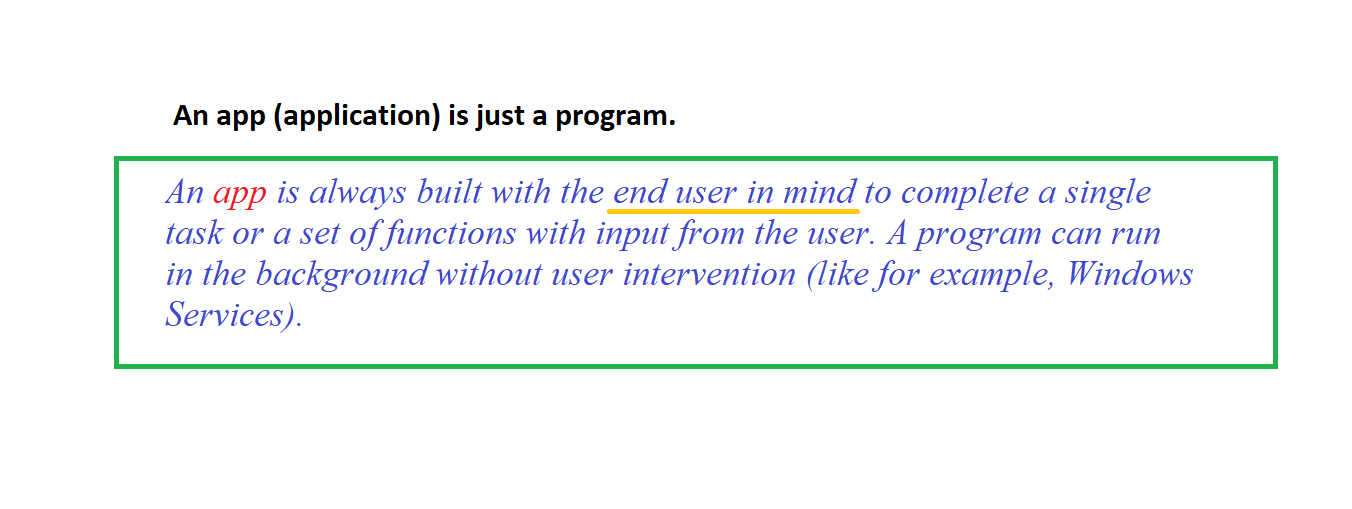 An app (application) is just a program.
An app is always built with the end user in mind to complete a single
task or a set of functions with input from the user. A program can run
in the background without user intervention (like for example, Windows
Services).